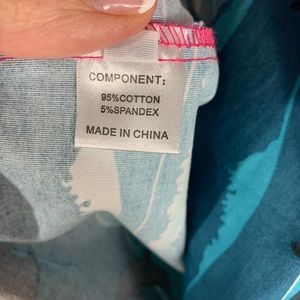 COMPONENT:
95%COTTON
5%SPANDEX
MADE IN CHINA